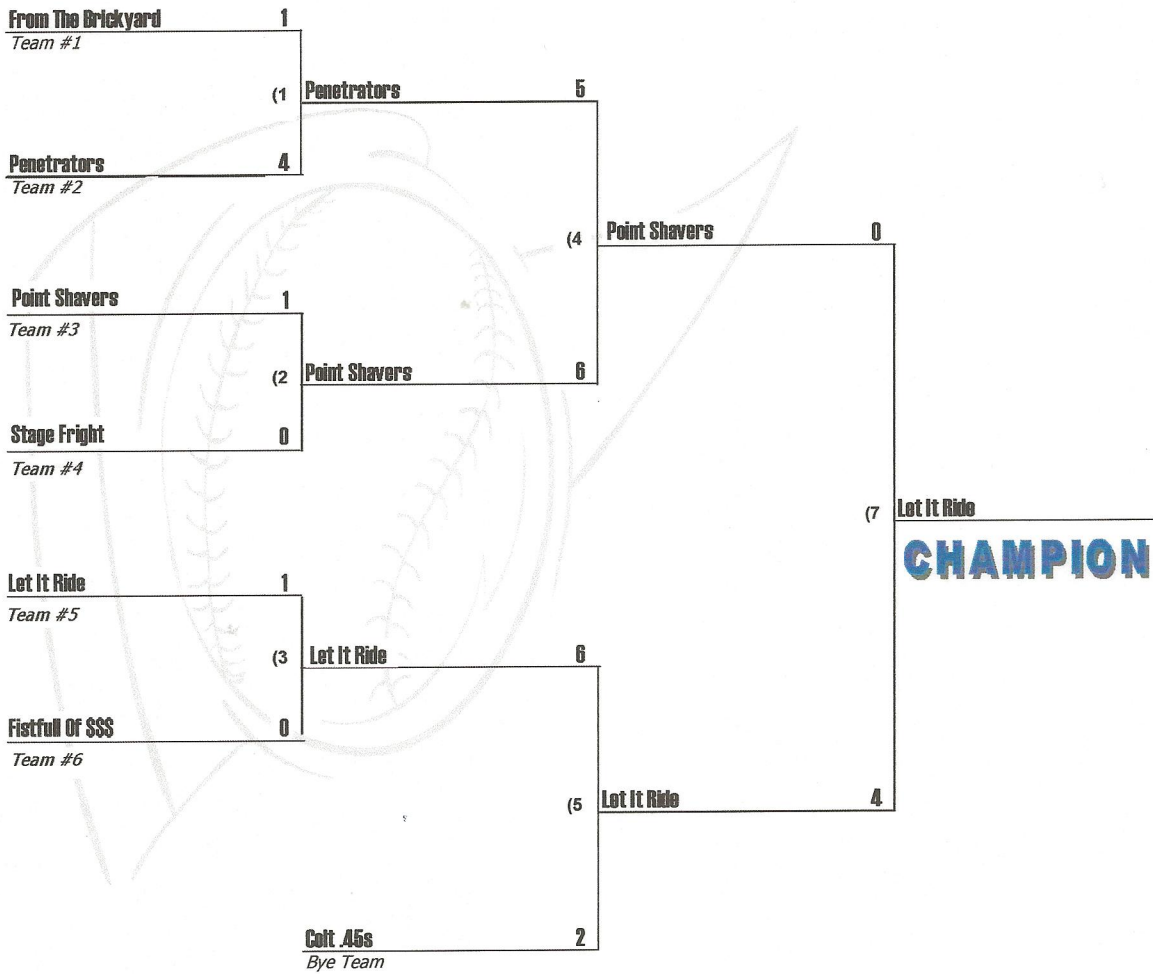 From The Brickyard 1
Team #1
(1 Penetrators 5
Penetrators 4
Team #2
(4 Point Shavers 0
Point Shavers 1
Team #3
(2 Point Shavers 6
Stage Fright 0
Team #4
(7 Let It Ride
CHAMPION
Let It Ride 1
Team #5
(3 Let It Ride 6
Fistfull Of $$$ 0
Team #6
(5 Let It Ride 4
Colt .45s 2
Bye Team